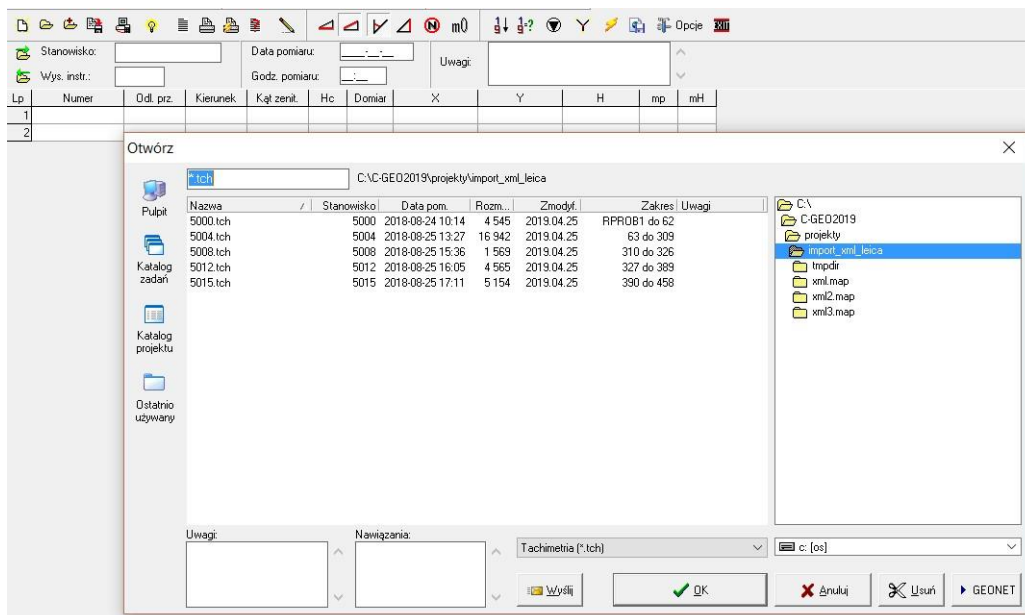 m0 Opcje EXIT
Stanowisko: Data pomiaru: __-__-__ Uwagi:
Wys. instr.: Godz. pomiaru: __:__
Lp Numer Odl. prz. Kierunek Kąt zenit. Hc Domiar X Y H mp mH
1
2
Otwórz
*.tch C:\C-GEO2019\projekty\import_xml_leica
Pulpit
Katalog zadań
Katalog projektu
Ostatnio używany
Nazwa / Stanowisko Data pom. Rozm... Zmodyf. Zakres Uwagi
5000.tch 5000 2018-08-24 10:14 4 545 2019.04.25 RPROB1 do 62
5004.tch 5004 2018-08-25 13:27 16 942 2019.04.25 63 do 309
5008.tch 5008 2018-08-25 15:36 1 569 2019.04.25 310 do 326
5012.tch 5012 2018-08-25 16:05 4 565 2019.04.25 327 do 389
5015.tch 5015 2018-08-25 17:11 5 154 2019.04.25 390 do 458
C:\
C-GEO2019
projekty
import_xml_leica
tmpdir
xml.map
xml2.map
xml3.map
Uwagi: Nawiązania:
Tachimetria (*.tch) c: [os]
Wyślij OK Anuluj Usuń GEONET